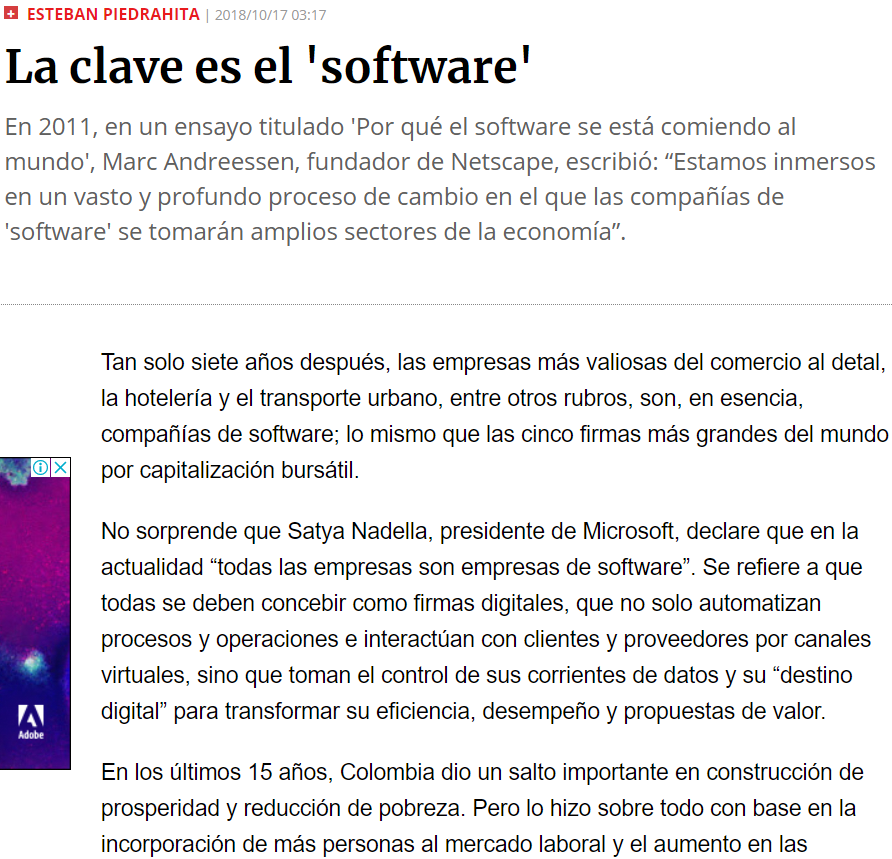 ESTEBAN PIEDRAHITA | 2018/10/17 03:17
La clave es el 'software'
En 2011, en un ensayo titulado 'Por qué el software se está comiendo al
mundo', Marc Andreessen, fundador de Netscape, escribió: “Estamos inmersos
en un vasto y profundo proceso de cambio en el que las compañías de
'software' se tomarán amplios sectores de la economía”.
Tan solo siete años después, las empresas más valiosas del comercio al detal,
la hotelería y el transporte urbano, entre otros rubros, son, en esencia,
compañías de software; lo mismo que las cinco firmas más grandes del mundo
por capitalización bursátil.
No sorprende que Satya Nadella, presidente de Microsoft, declare que en la
actualidad “todas las empresas son empresas de software”. Se refiere a que
todas se deben concebir como firmas digitales, que no solo automatizan
procesos y operaciones e interactúan con clientes y proveedores por canales
virtuales, sino que toman el control de sus corrientes de datos y su “destino
digital” para transformar su eficiencia, desempeño y propuestas de valor.
Adobe
En los últimos 15 años, Colombia dio un salto importante en construcción de
prosperidad y reducción de pobreza. Pero lo hizo sobre todo con base en la
incorporación de más personas al mercado laboral y el aumento en las